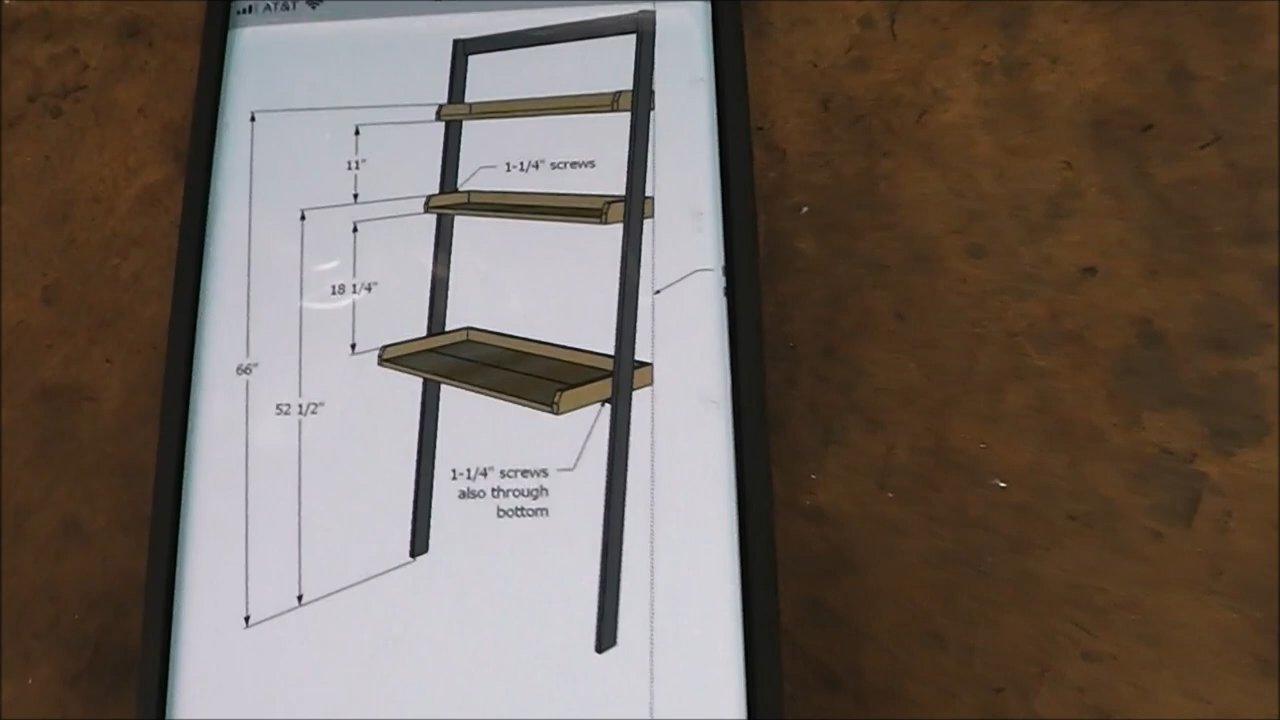 AT&T
11"
1-1/4" screws
18 1/4"
66"
52 1/2"
1-1/4" screws
also through
bottom